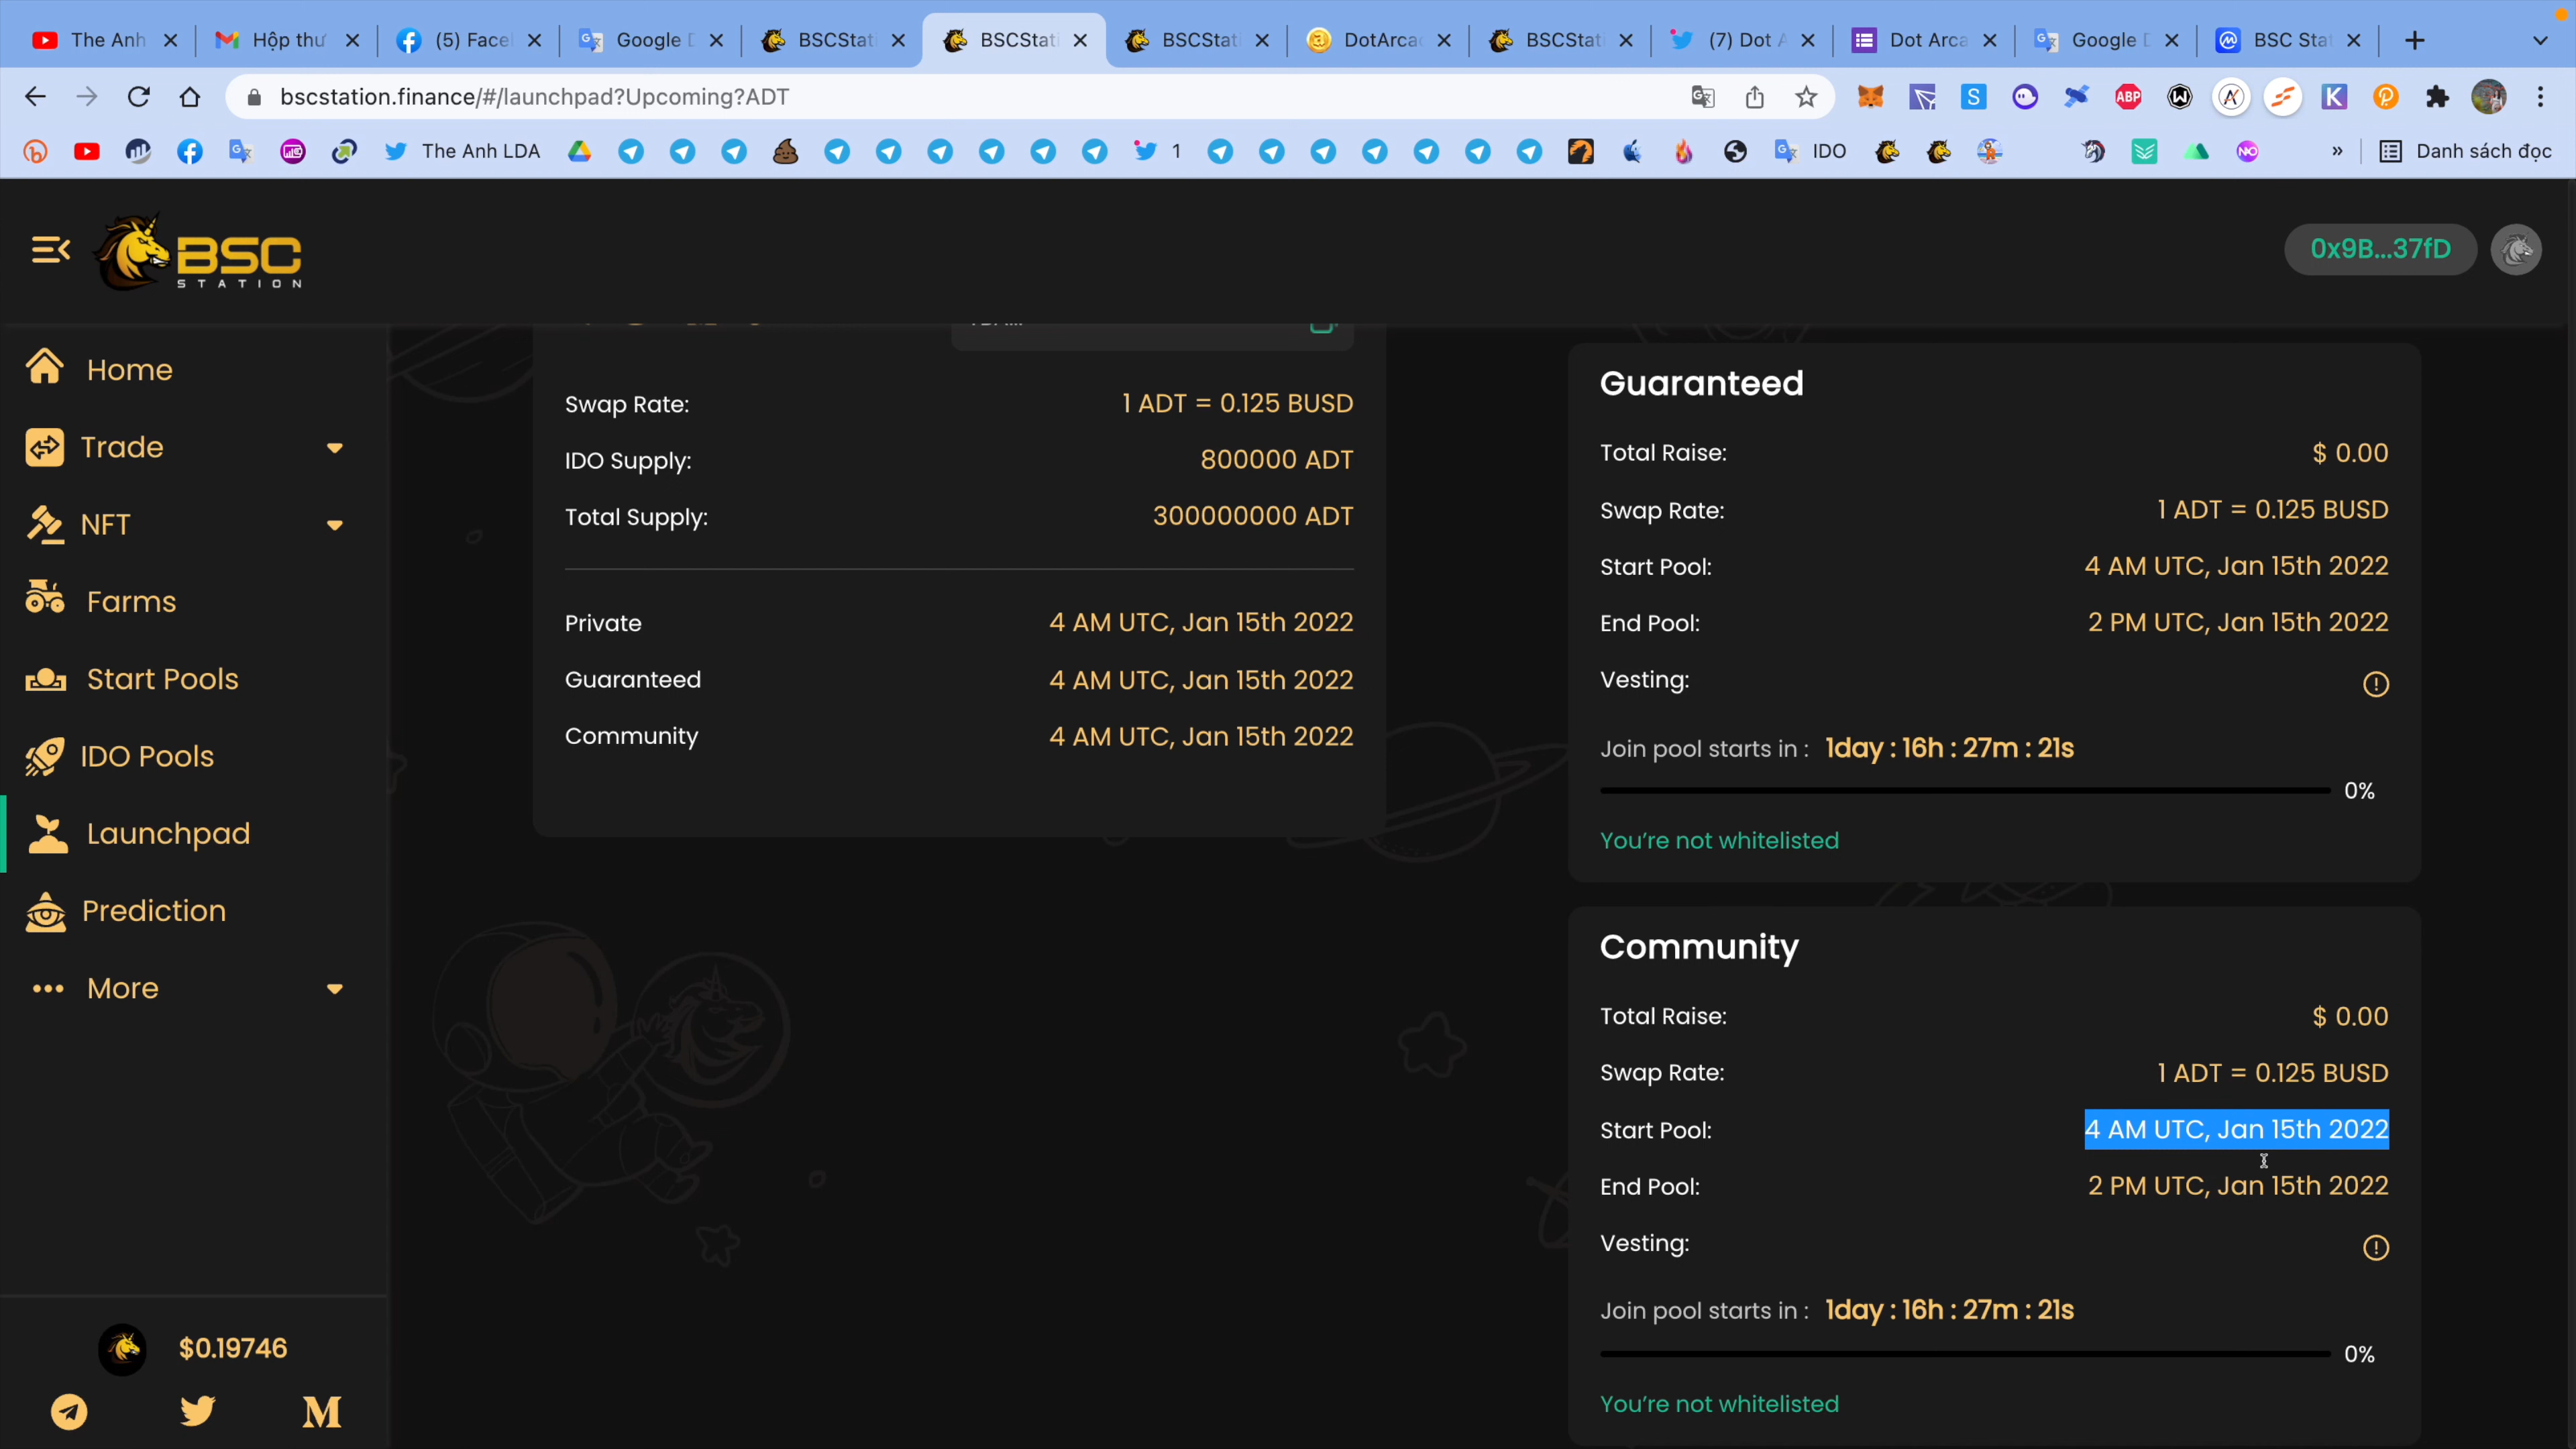 The Anh
Hộp thư
(5) Face
Google
BSCStat
BSCStat
BSCStat
DotArca
BSCStat
(7) Dot A
Dot Arca
Google
BSC Sta
bscstation.finance/#/launchpad?Upcoming?ADT
The Anh LDA
1
IDO
»
Danh sách đọc
BSC
STATION
0x9B...37fD
Home
Trade
NFT
Farms
Start Pools
IDO Pools
Launchpad
Prediction
More
$0.19746
Swap Rate: 1 ADT = 0.125 BUSD
IDO Supply: 800000 ADT
Total Supply: 300000000 ADT
Private 4 AM UTC, Jan 15th 2022
Guaranteed 4 AM UTC, Jan 15th 2022
Community 4 AM UTC, Jan 15th 2022
Guaranteed
Total Raise: $ 0.00
Swap Rate: 1 ADT = 0.125 BUSD
Start Pool: 4 AM UTC, Jan 15th 2022
End Pool: 2 PM UTC, Jan 15th 2022
Vesting:
Join pool starts in : 1day : 16h : 27m : 21s
0%
You're not whitelisted
Community
Total Raise: $ 0.00
Swap Rate: 1 ADT = 0.125 BUSD
Start Pool: 4 AM UTC, Jan 15th 2022
End Pool: 2 PM UTC, Jan 15th 2022
Vesting:
Join pool starts in : 1day : 16h : 27m : 21s
0%
You're not whitelisted